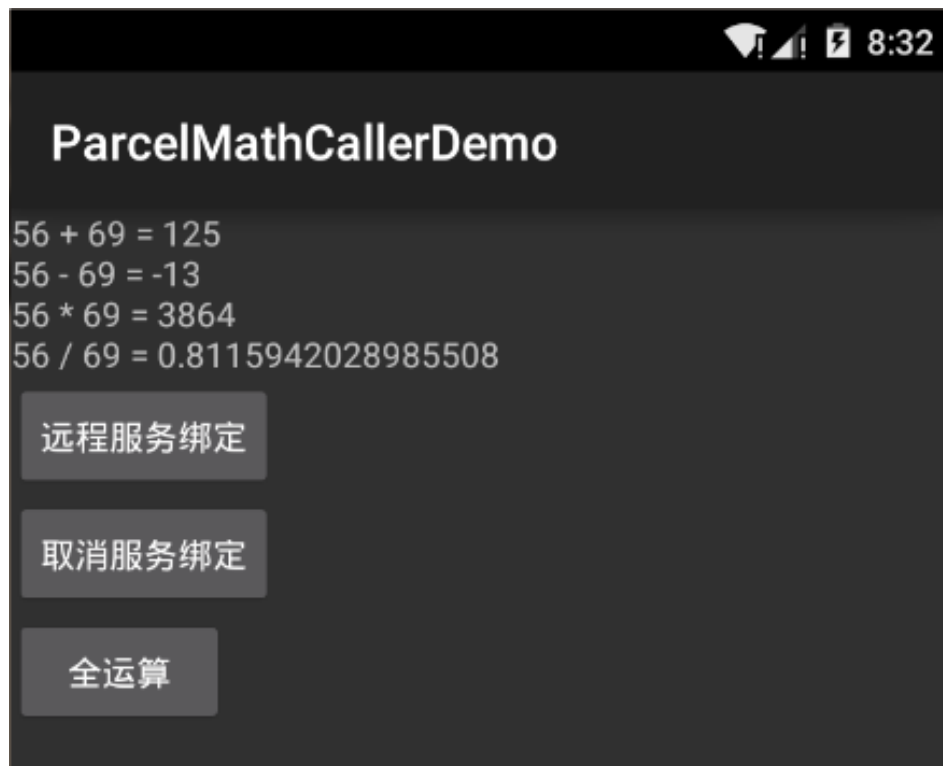 8:32
ParcelMathCallerDemo
56 + 69 = 125
56 - 69 = -13
56 * 69 = 3864
56 / 69 = 0.8115942028985508
远程服务绑定
取消服务绑定
全运算